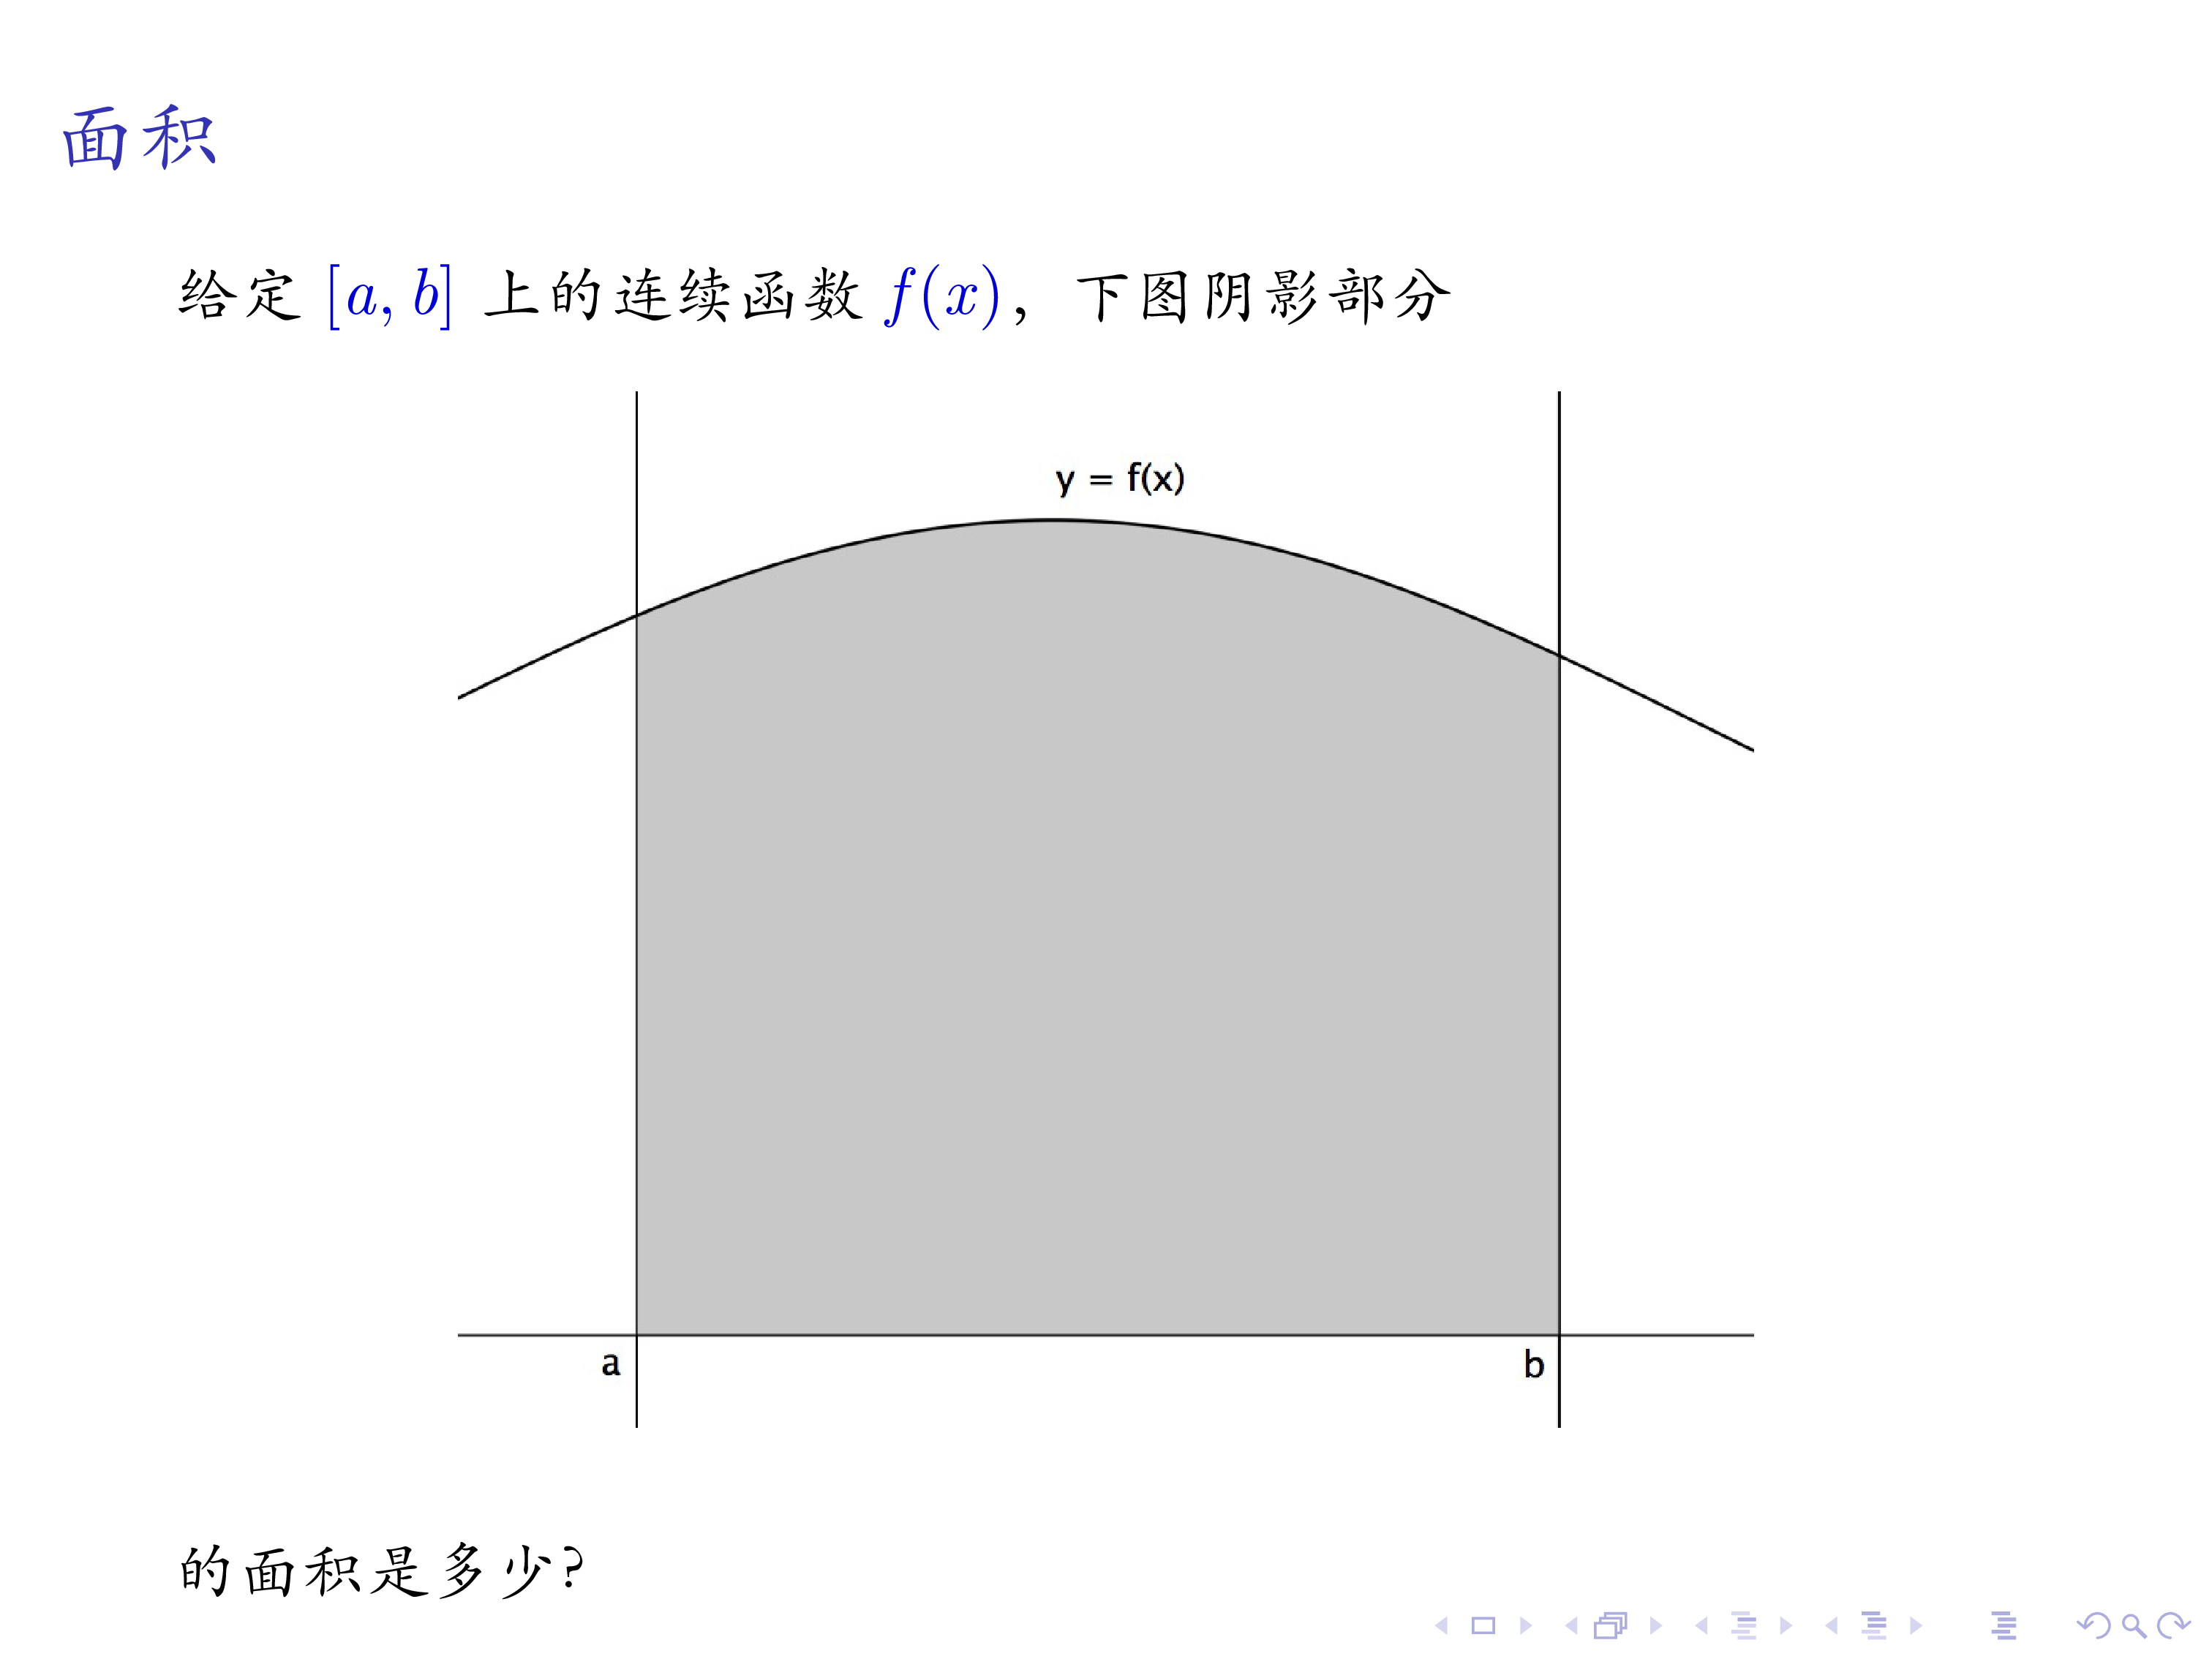 面积
给定 [a, b] 上的连续函数 f(x)，下图阴影部分
y = f(x)
a
b
的面积是多少?